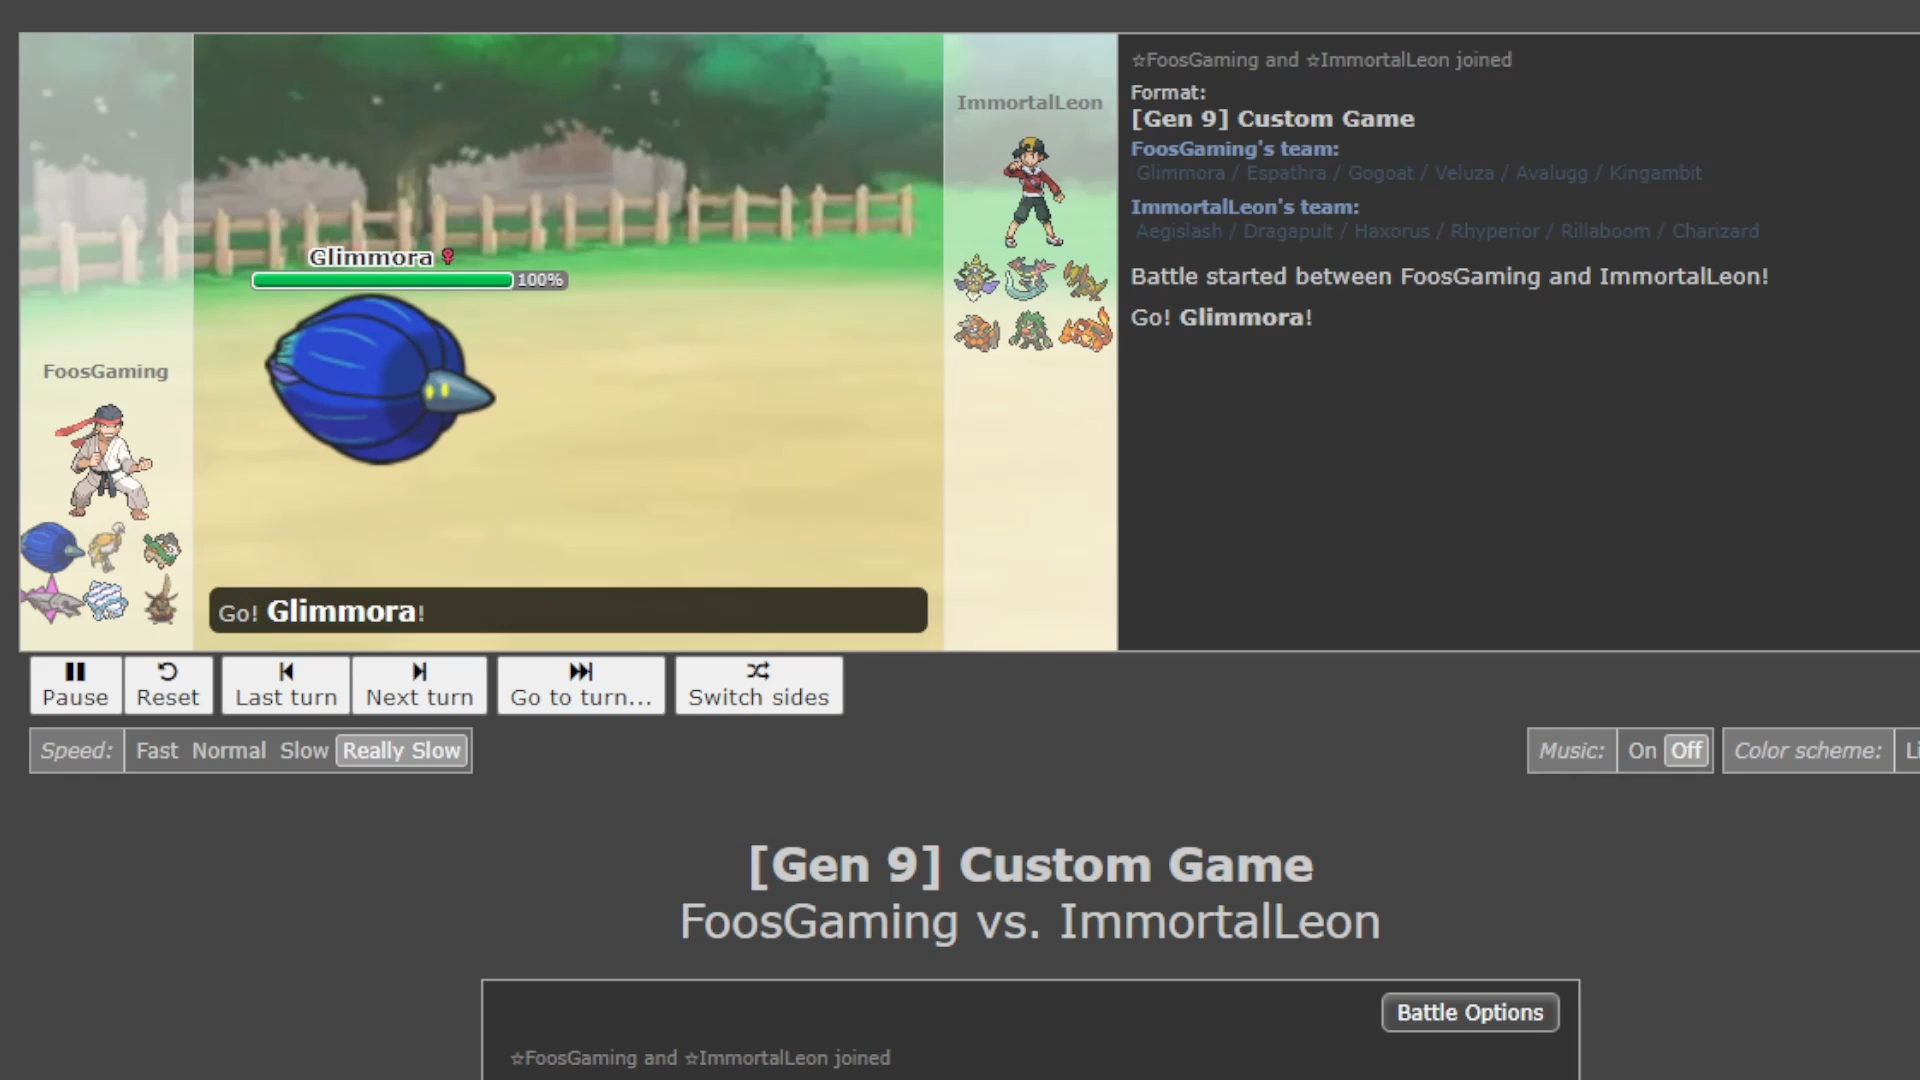 ImmortalLeon
FoosGaming
Glimmora
100%
Go! Glimmora!
☆FoosGaming and ☆ImmortalLeon joined
Format:
[Gen 9] Custom Game
FoosGaming's team:
Glimmora / Espathra / Gogoat / Veluza / Avalugg / Kingambit
ImmortalLeon's team:
Aegislash / Dragapult / Haxorus / Rhyperior / Rillaboom / Charizard
Battle started between FoosGaming and ImmortalLeon!
Go! Glimmora!
Pause
Reset
Last turn
Next turn
Go to turn...
Switch sides
Speed: Fast Normal Slow Really Slow
Music: On Off
Color scheme: Li
[Gen 9] Custom Game
FoosGaming vs. ImmortalLeon
Battle Options
☆FoosGaming and ☆ImmortalLeon joined